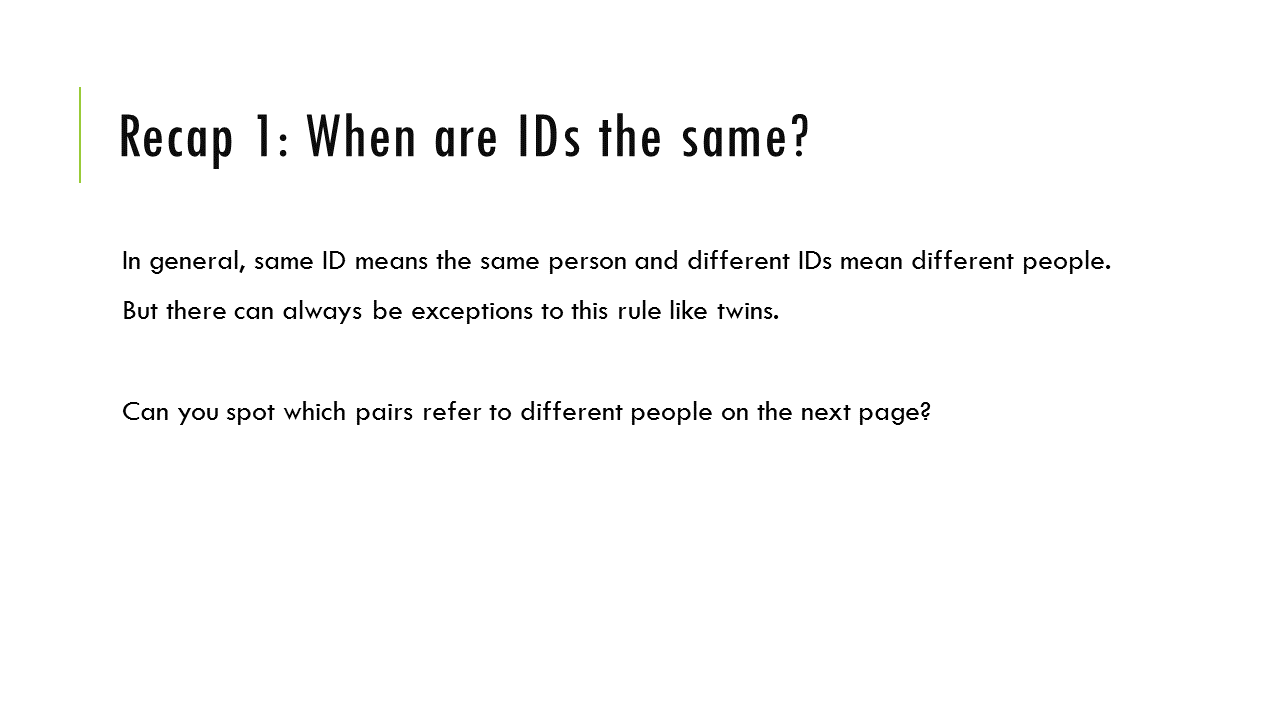 Recap 1: When are IDs the same?
In general, same ID means the same person and different IDs mean different people.
But there can always be exceptions to this rule like twins.
Can you spot which pairs refer to different people on the next page?